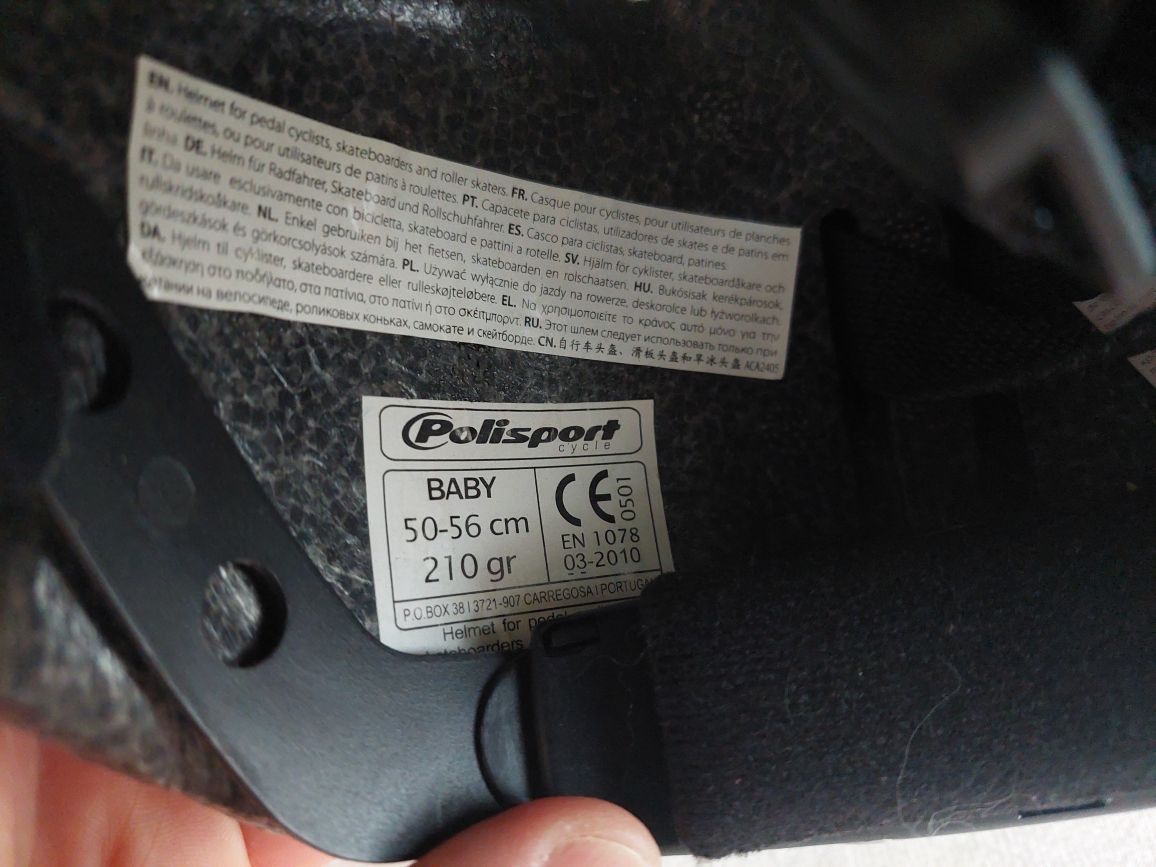 EN. Helmet for pedal cyclists, skateboarders and roller skaters. FR. Casque pour cyclistes, pour utilisateurs de planches
à roulettes, ou pour utilisateurs de patins à roulettes. PT. Capacete para ciclistas, utilizadores de skates e de patins em
linha. DE. Helm für Radfahrer, Skateboard und Rollschuhfahrer. ES. Casco para ciclistas, skateboard, patines.
IT. Da usare esclusivamente con bicicletta, skateboard e pattini a rotelle. SV. Hjälm for cyklister, skateboardåkare och
rullskridskoåkare. NL. Enkel gebruiken bij het fietsen, skateboarden en rolschaatsen. HU. Bukósisak kerékpárosok,
gördeszkások és görkorcsolyások számára. PL. Używać wyłącznie do jazdy na rowerze, deskorolce lub łyżworolkach.
DA. Hjelm til cyklister, skateboardere eller rulleskøjteløbere. EL. Να χρησιμοποιείτε το κράνος αυτό μόνο για την
εξάσκηση στο ποδήλατο, στα πατίνια, στο πατίνι ή στο σκέιτμπορντ. RU. Этот шлем следует использовать только при
катании на велосипеде, роликовых коньках, самокате и скейтборде. CN. 自行车头盔、滑板头盔和旱冰头盔 ACA2405
Polisport
cycle
BABY
50-56 cm
210 gr
CE 0501
EN 1078
03-2010
P.O.BOX 38 I 3721-907 CARREGOSA I PORTUGAL
Helmet for pedal